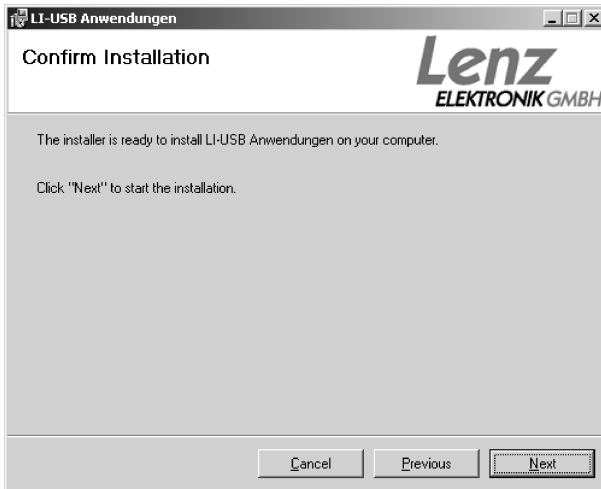 LI-USB Anwendungen
Confirm Installation
Lenz
ELEKTRONIK GMBH
The installer is ready to install LI-USB Anwendungen on your computer.
Click "Next" to start the installation.
Cancel
Previous
Next